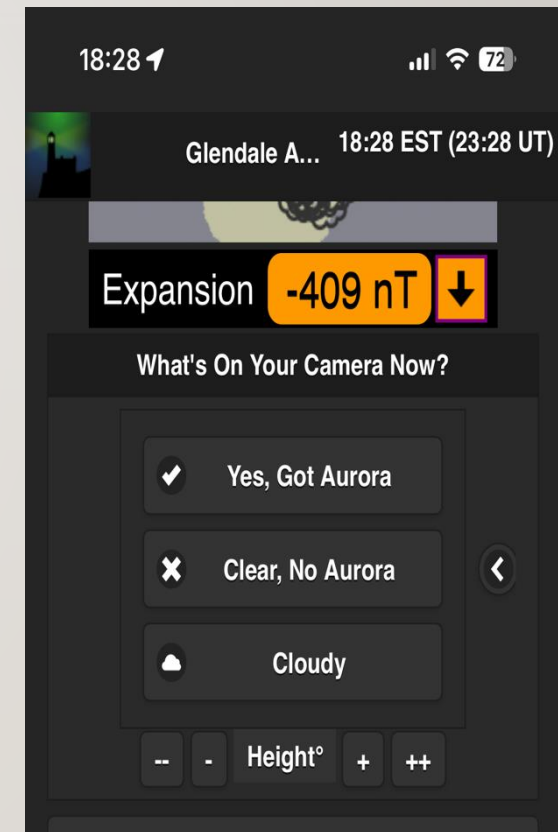 18:28
72
Glendale A... 18:28 EST (23:28 UT)
Expansion -409 nT
What's On Your Camera Now?
Yes, Got Aurora
Clear, No Aurora
Cloudy
-- - Height° + ++